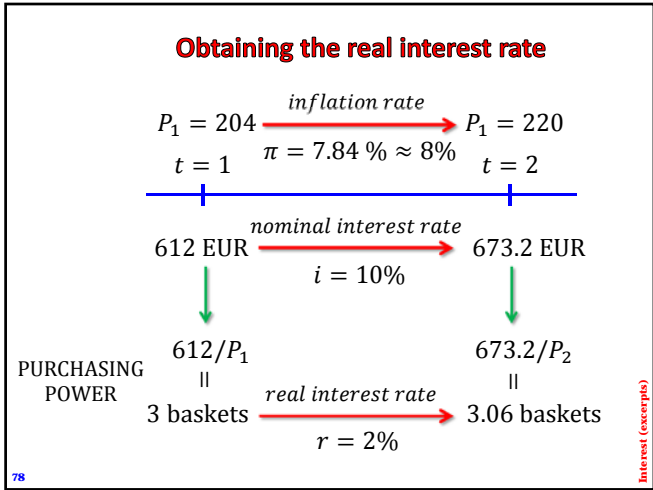 Obtaining the real interest rate
inflation rate
P₁ = 204 P₁ = 220
π = 7.84 % ≈ 8%
t = 1 t = 2
nominal interest rate
612 EUR 673.2 EUR
i = 10%
612/P₁ 673.2/P₂
PURCHASING
POWER
= =
real interest rate
3 baskets 3.06 baskets
r = 2%
78
Interest (excerpts)